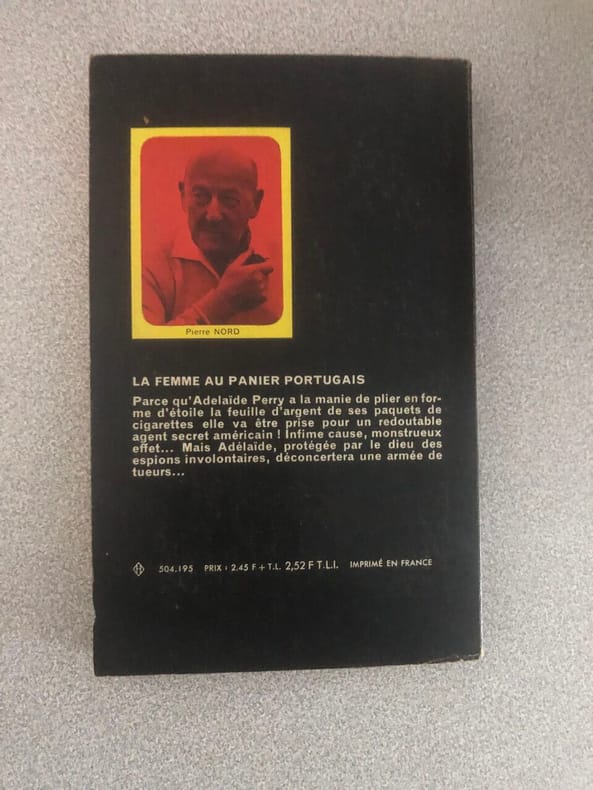 Pierre NORD
LA FEMME AU PANIER PORTUGAIS
Parce qu'Adelaïde Perry a la manie de plier en for-
me d'étoile la feuille d'argent de ses paquets de
cigarettes elle va être prise pour un redoutable
agent secret américain ! Infime cause, monstrueux
effet... Mais Adélaïde, protégée par le dieu des
espions involontaires, déconcertera une armée de
tueurs...
H 504.195 PRIX : 2.45 F + T.L. 2,52 F T.L.I. IMPRIMÉ EN FRANCE